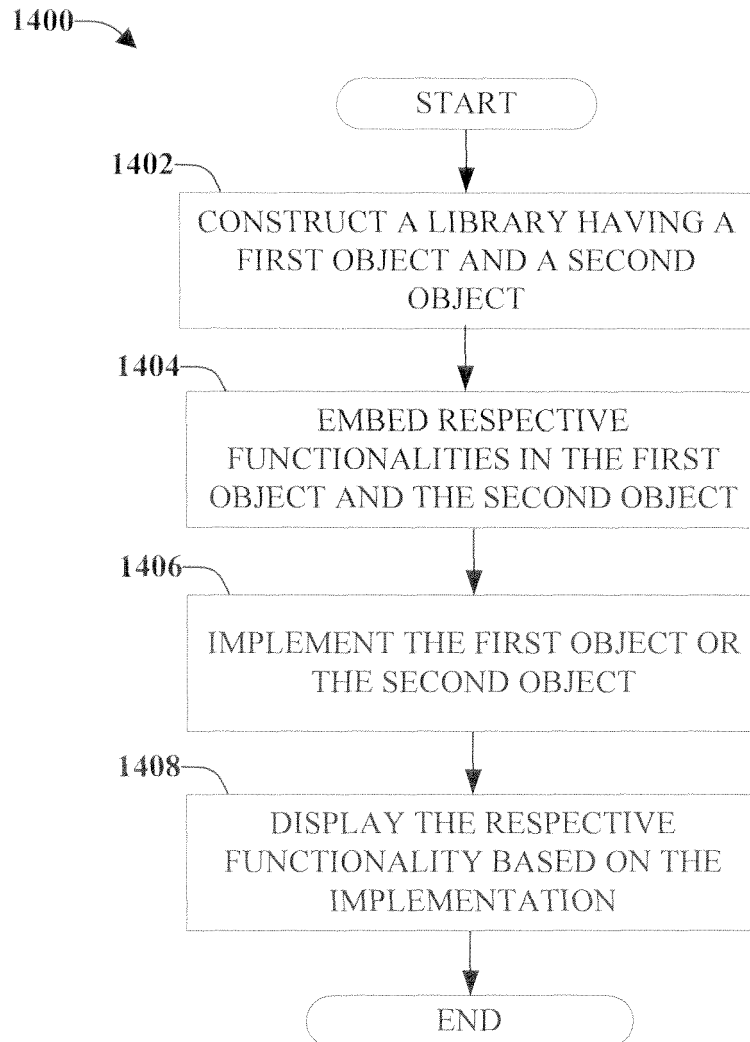 1400
START
1402
CONSTRUCT A LIBRARY HAVING A
FIRST OBJECT AND A SECOND
OBJECT
1404
EMBED RESPECTIVE
FUNCTIONALITIES IN THE FIRST
OBJECT AND THE SECOND OBJECT
1406
IMPLEMENT THE FIRST OBJECT OR
THE SECOND OBJECT
1408
DISPLAY THE RESPECTIVE
FUNCTIONALITY BASED ON THE
IMPLEMENTATION
END